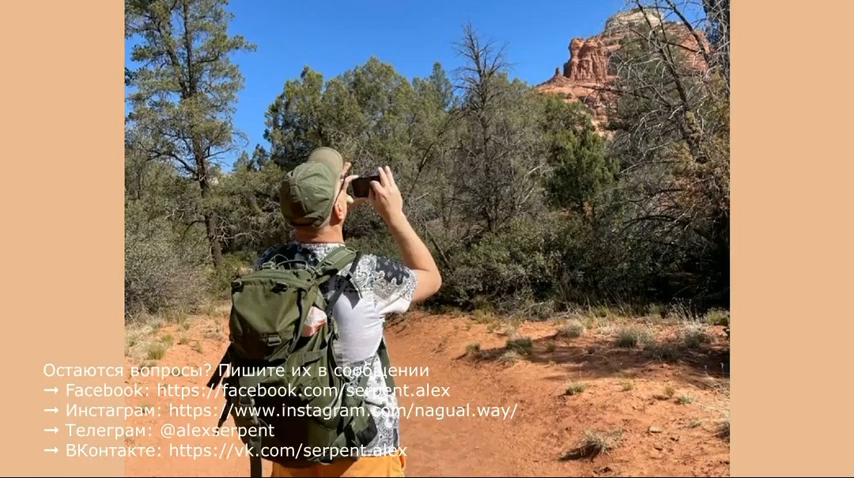 Остаются вопросы? Пишите их в сообщении
→ Facebook: https://facebook.com/serpent.alex
→ Инстаграм: https://www.instagram.com/nagual.way/
→ Телеграм: @alexserpent
→ ВКонтакте: https://vk.com/serpent.alex